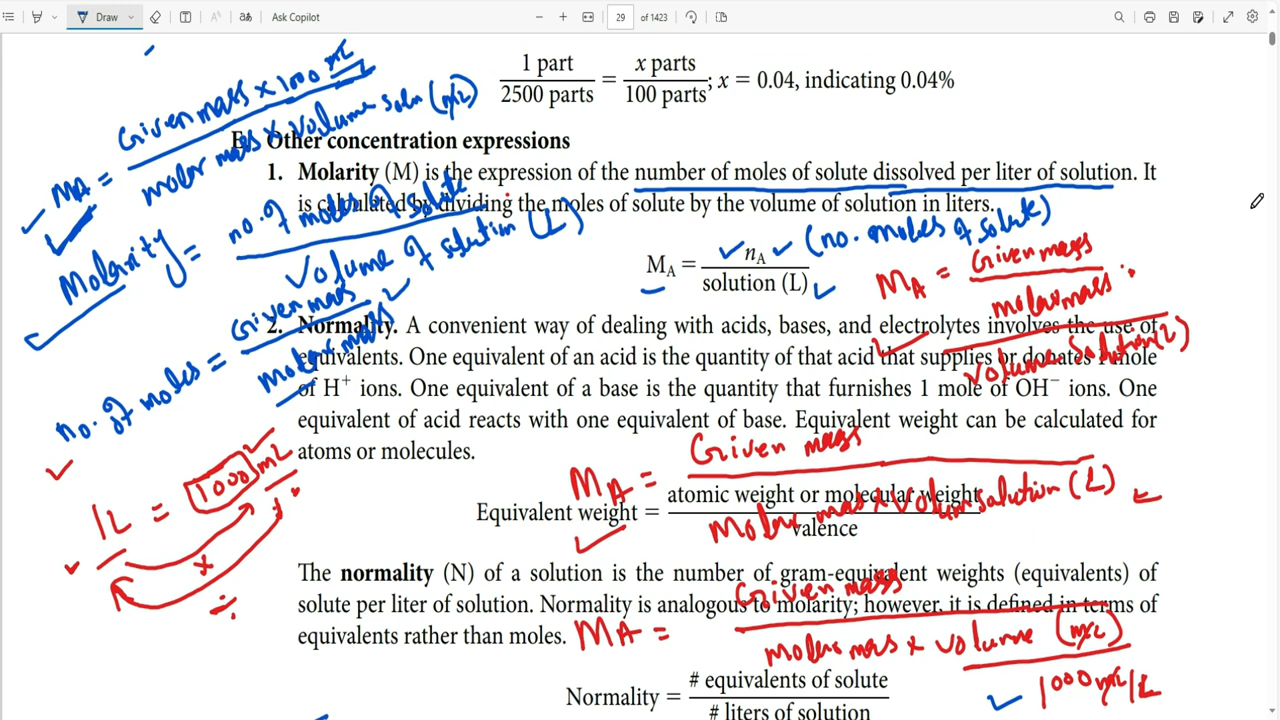 Draw
Ask Copilot
29 of 1423
1 part / 2500 parts = x parts / 100 parts; x = 0.04, indicating 0.04%
MA = Given mass x 1000 mL / molar mass x volume soln (mL)
E. Other concentration expressions
1. Molarity (M) is the expression of the number of moles of solute dissolved per liter of solution. It
is calculated by dividing the moles of solute by the volume of solution in liters.
Molarity = no. of moles of solute / volume of solution (L)
MA = nA / solution (L)
(no. moles of solute)
MA = Given mass / molar mass / volume solution (L)
no. of moles = Given mass / molar mass
2. Normality. A convenient way of dealing with acids, bases, and electrolytes involves the use of
equivalents. One equivalent of an acid is the quantity of that acid that supplies or donates 1 mole
of H+ ions. One equivalent of a base is the quantity that furnishes 1 mole of OH− ions. One
equivalent of acid reacts with one equivalent of base. Equivalent weight can be calculated for
atoms or molecules.
1L = 1000 mL
x
÷
MA = Given mass / molar mass x volum solution (L)
Equivalent weight = atomic weight or molecular weight / valence
The normality (N) of a solution is the number of gram-equivalent weights (equivalents) of
solute per liter of solution. Normality is analogous to molarity; however, it is defined in terms of
equivalents rather than moles.
MA = Given mass / molar mass x volume (mL) / 1000 mL/L
Normality = # equivalents of solute / # liters of solution